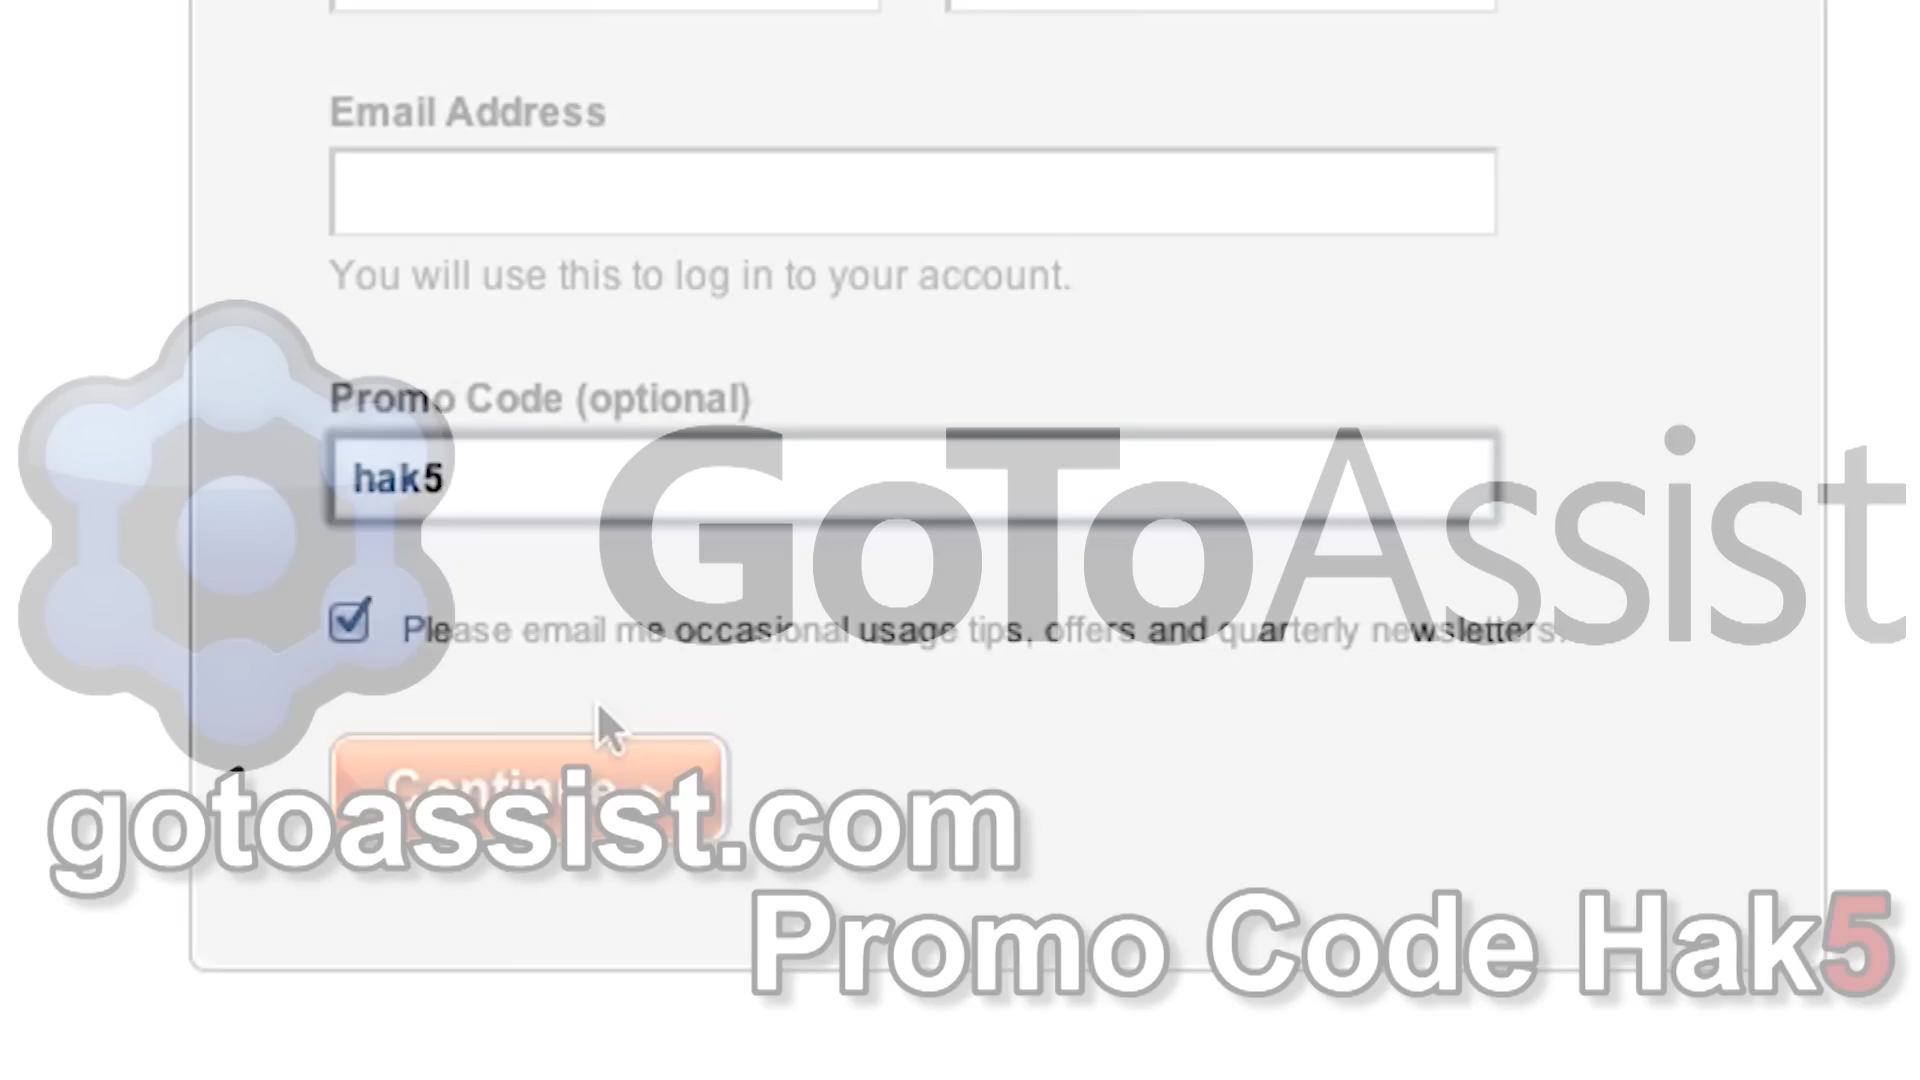 Email Address
You will use this to log in to your account.
Promo Code (optional)
hak5
GoToAssist
Please email me occasional usage tips, offers and quarterly newsletters.
Continue >
gotoassist.com
Promo Code Hak5